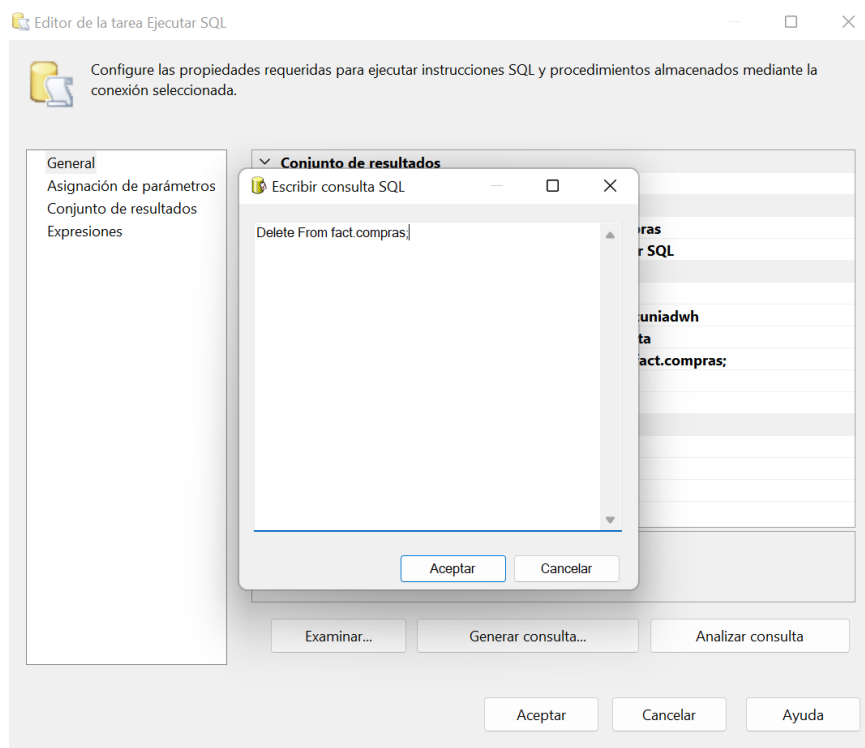 Editor de la tarea Ejecutar SQL
Configure las propiedades requeridas para ejecutar instrucciones SQL y procedimientos almacenados mediante la
conexión seleccionada.
General
Asignación de parámetros
Conjunto de resultados
Expresiones
Conjunto de resultados
Escribir consulta SQL
Delete From fact.compras;
SQL
uniadwh
fact.compras;
Aceptar
Cancelar
Examinar...
Generar consulta...
Analizar consulta
Aceptar
Cancelar
Ayuda